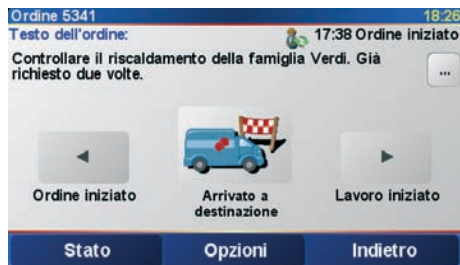 Ordine 5341 18:26
Testo dell'ordine: 17:38 Ordine iniziato
Controllare il riscaldamento della famiglia Verdi. Già
richiesto due volte.
...
Ordine iniziato
Arrivato a
destinazione
Lavoro iniziato
Stato Opzioni Indietro